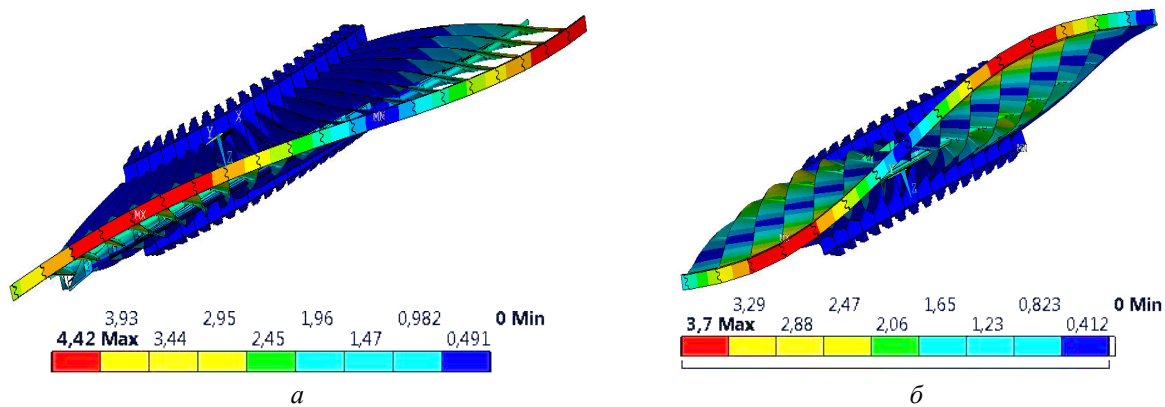 X
Y
Z
MN
MX
3,93 2,95 1,96 0,982 0 Min
4,42 Max 3,44 2,45 1,47 0,491
а
Z
3,29 2,47 1,65 0,823 0 Min
3,7 Max 2,88 2,06 1,23 0,412
б